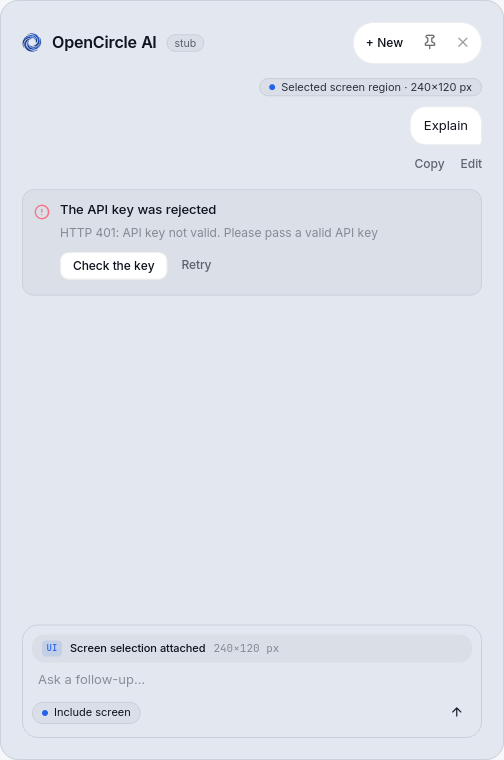 OpenCircle AI
stub
+ New
Selected screen region · 240×120 px
Explain
Copy
Edit
The API key was rejected
HTTP 401: API key not valid. Please pass a valid API key
Check the key
Retry
UI
Screen selection attached
240×120 px
Ask a follow-up...
Include screen